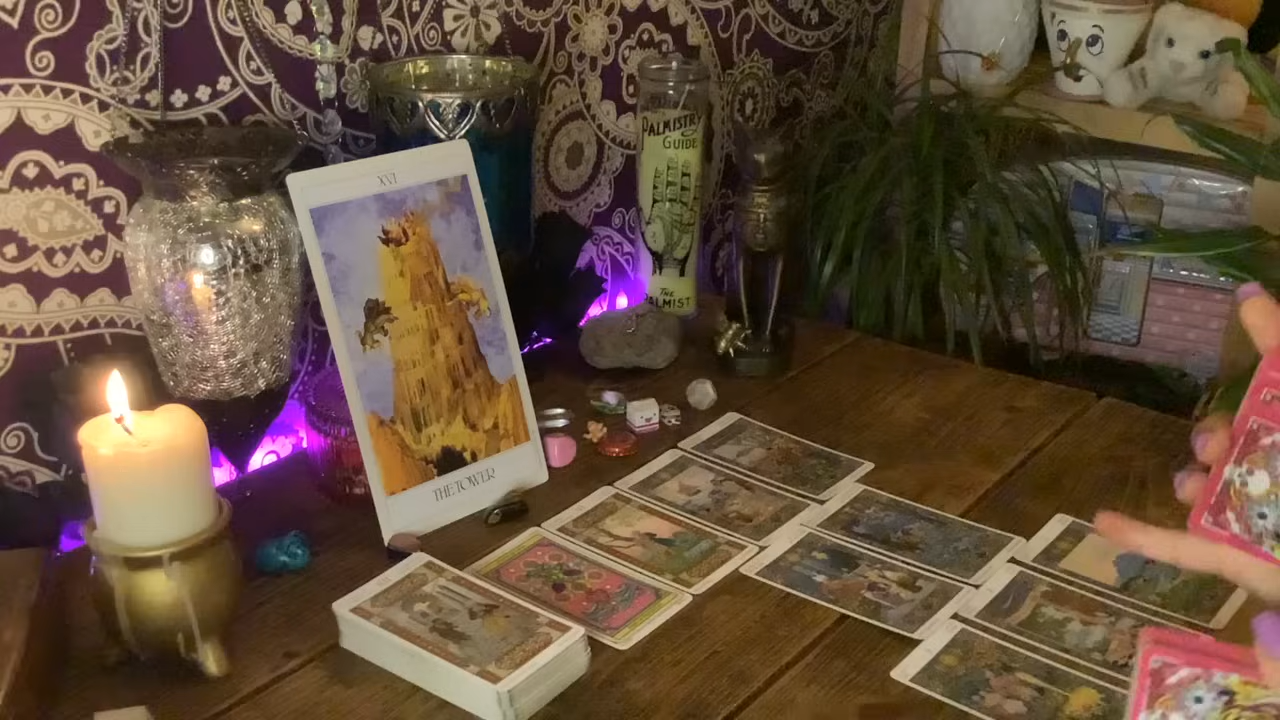 XVI
THE TOWER
PALMISTRY
GUIDE
THE
PALMIST